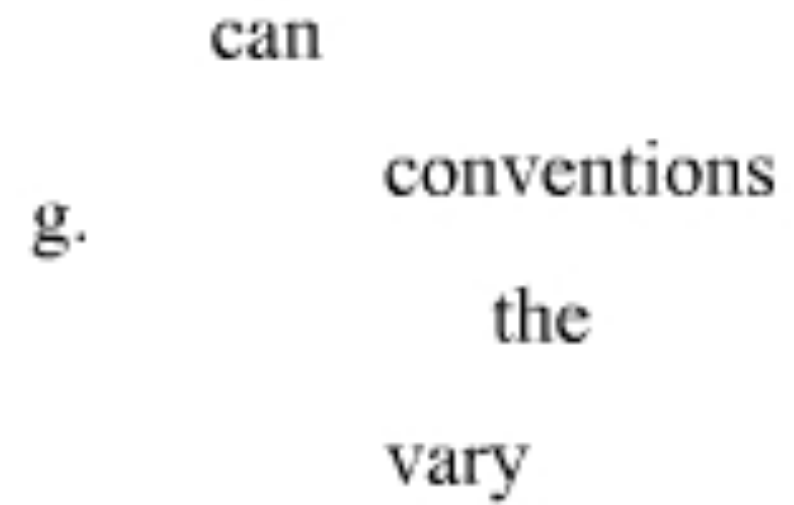 can
conventions
g.
the
vary